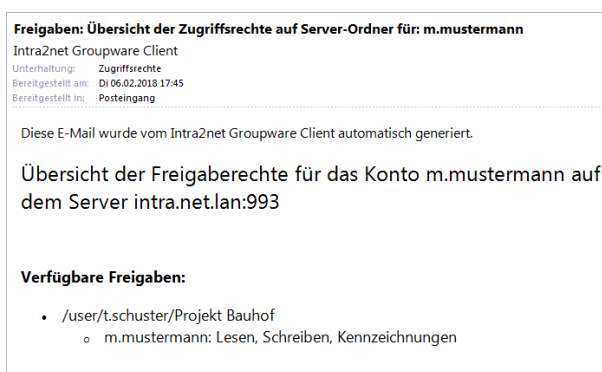 Freigaben: Übersicht der Zugriffsrechte auf Server-Ordner für: m.mustermann
Intra2net Groupware Client
Unterhaltung: Zugriffsrechte
Bereitgestellt am: Di 06.02.2018 17:45
Bereitgestellt in: Posteingang
Diese E-Mail wurde vom Intra2net Groupware Client automatisch generiert.
Übersicht der Freigaberechte für das Konto m.mustermann auf
dem Server intra.net.lan:993
Verfügbare Freigaben:
• /user/t.schuster/Projekt Bauhof
o m.mustermann: Lesen, Schreiben, Kennzeichnungen